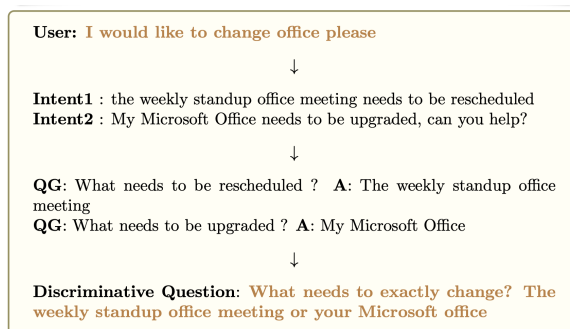 User: I would like to change office please
↓
Intent1 : the weekly standup office meeting needs to be rescheduled
Intent2 : My Microsoft Office needs to be upgraded, can you help?
↓
QG: What needs to be rescheduled ? A: The weekly standup office
meeting
QG: What needs to be upgraded ? A: My Microsoft Office
↓
Discriminative Question: What needs to exactly change? The
weekly standup office meeting or your Microsoft office